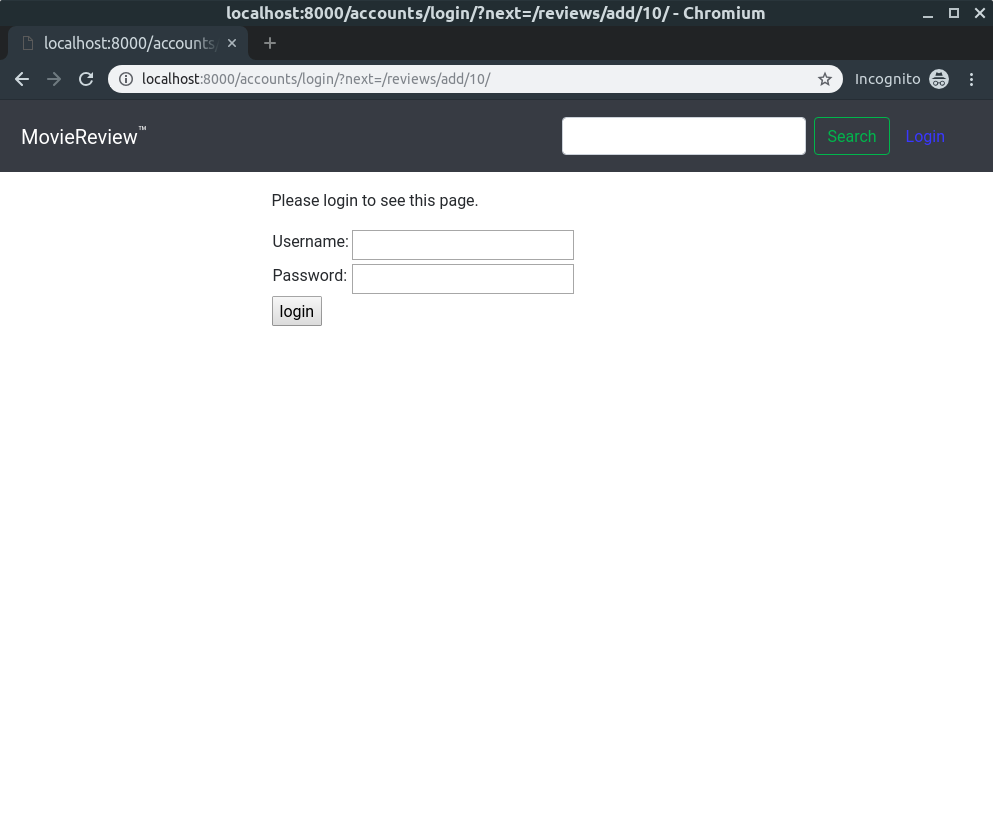 localhost:8000/accounts/login/?next=/reviews/add/10/ - Chromium
localhost:8000/accounts/
localhost:8000/accounts/login/?next=/reviews/add/10/
Incognito
MovieReview™
Search
Login
Please login to see this page.
Username:
Password:
login